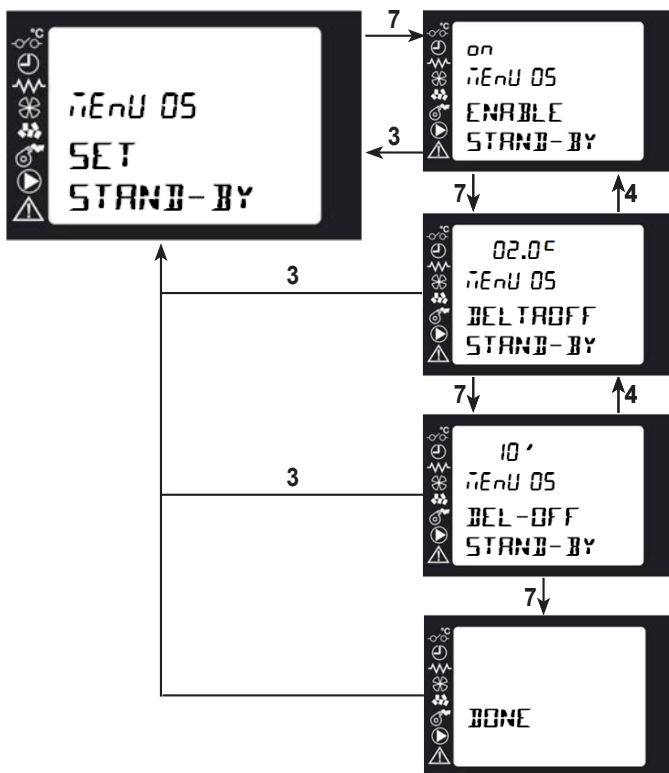 °C
MEnU 05
SET
STAND-BY
7
3
°C
on
MEnU 05
ENABLE
STAND-BY
7
4
°C
02.0C
MEnU 05
DELTAOFF
STAND-BY
3
7
4
°C
10'
MEnU 05
DEL-OFF
STAND-BY
3
7
°C
DONE